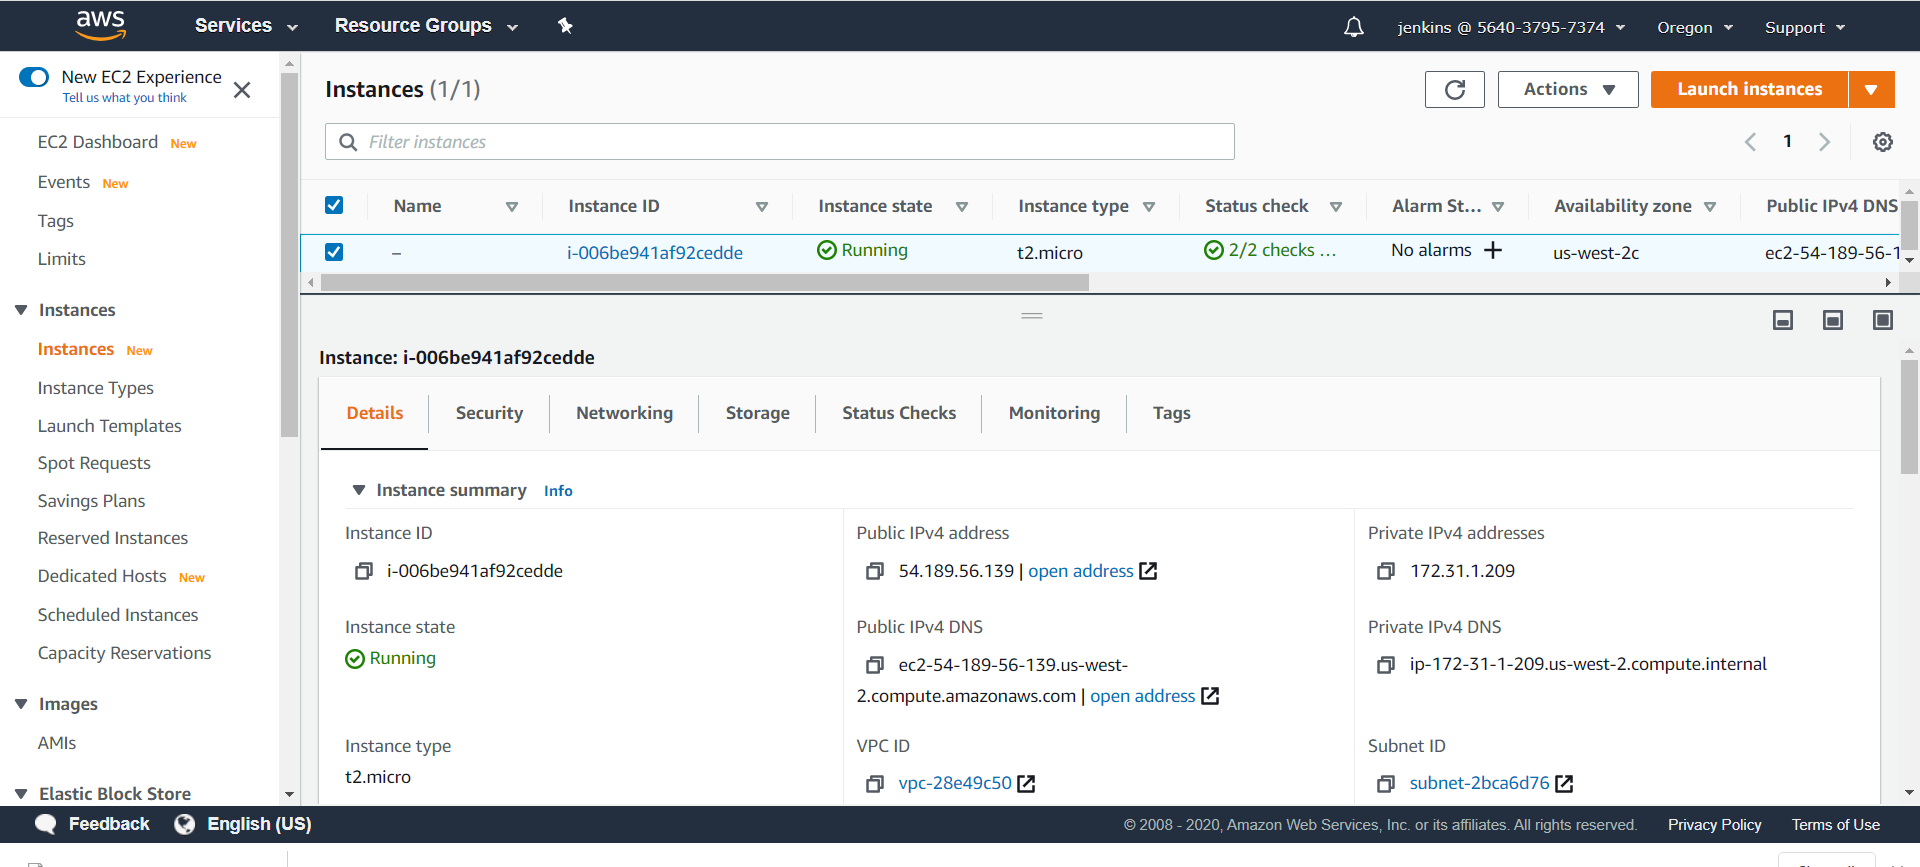 aws Services Resource Groups jenkins @ 5640-3795-7374 Oregon Support
New EC2 Experience
Tell us what you think
EC2 Dashboard New
Events New
Tags
Limits
Instances
Instances New
Instance Types
Launch Templates
Spot Requests
Savings Plans
Reserved Instances
Dedicated Hosts New
Scheduled Instances
Capacity Reservations
Images
AMIs
Elastic Block Store
Instances (1/1)
Actions
Launch instances
Filter instances
1
Name Instance ID Instance state Instance type Status check Alarm St... Availability zone Public IPv4 DNS
– i-006be941af92cedde Running t2.micro 2/2 checks ... No alarms + us-west-2c ec2-54-189-56-1
Instance: i-006be941af92cedde
Details Security Networking Storage Status Checks Monitoring Tags
Instance summary Info
Instance ID
i-006be941af92cedde
Public IPv4 address
54.189.56.139 | open address
Private IPv4 addresses
172.31.1.209
Instance state
Running
Public IPv4 DNS
ec2-54-189-56-139.us-west-
2.compute.amazonaws.com | open address
Private IPv4 DNS
ip-172-31-1-209.us-west-2.compute.internal
Instance type
t2.micro
VPC ID
vpc-28e49c50
Subnet ID
subnet-2bca6d76
Feedback English (US) © 2008 - 2020, Amazon Web Services, Inc. or its affiliates. All rights reserved. Privacy Policy Terms of Use